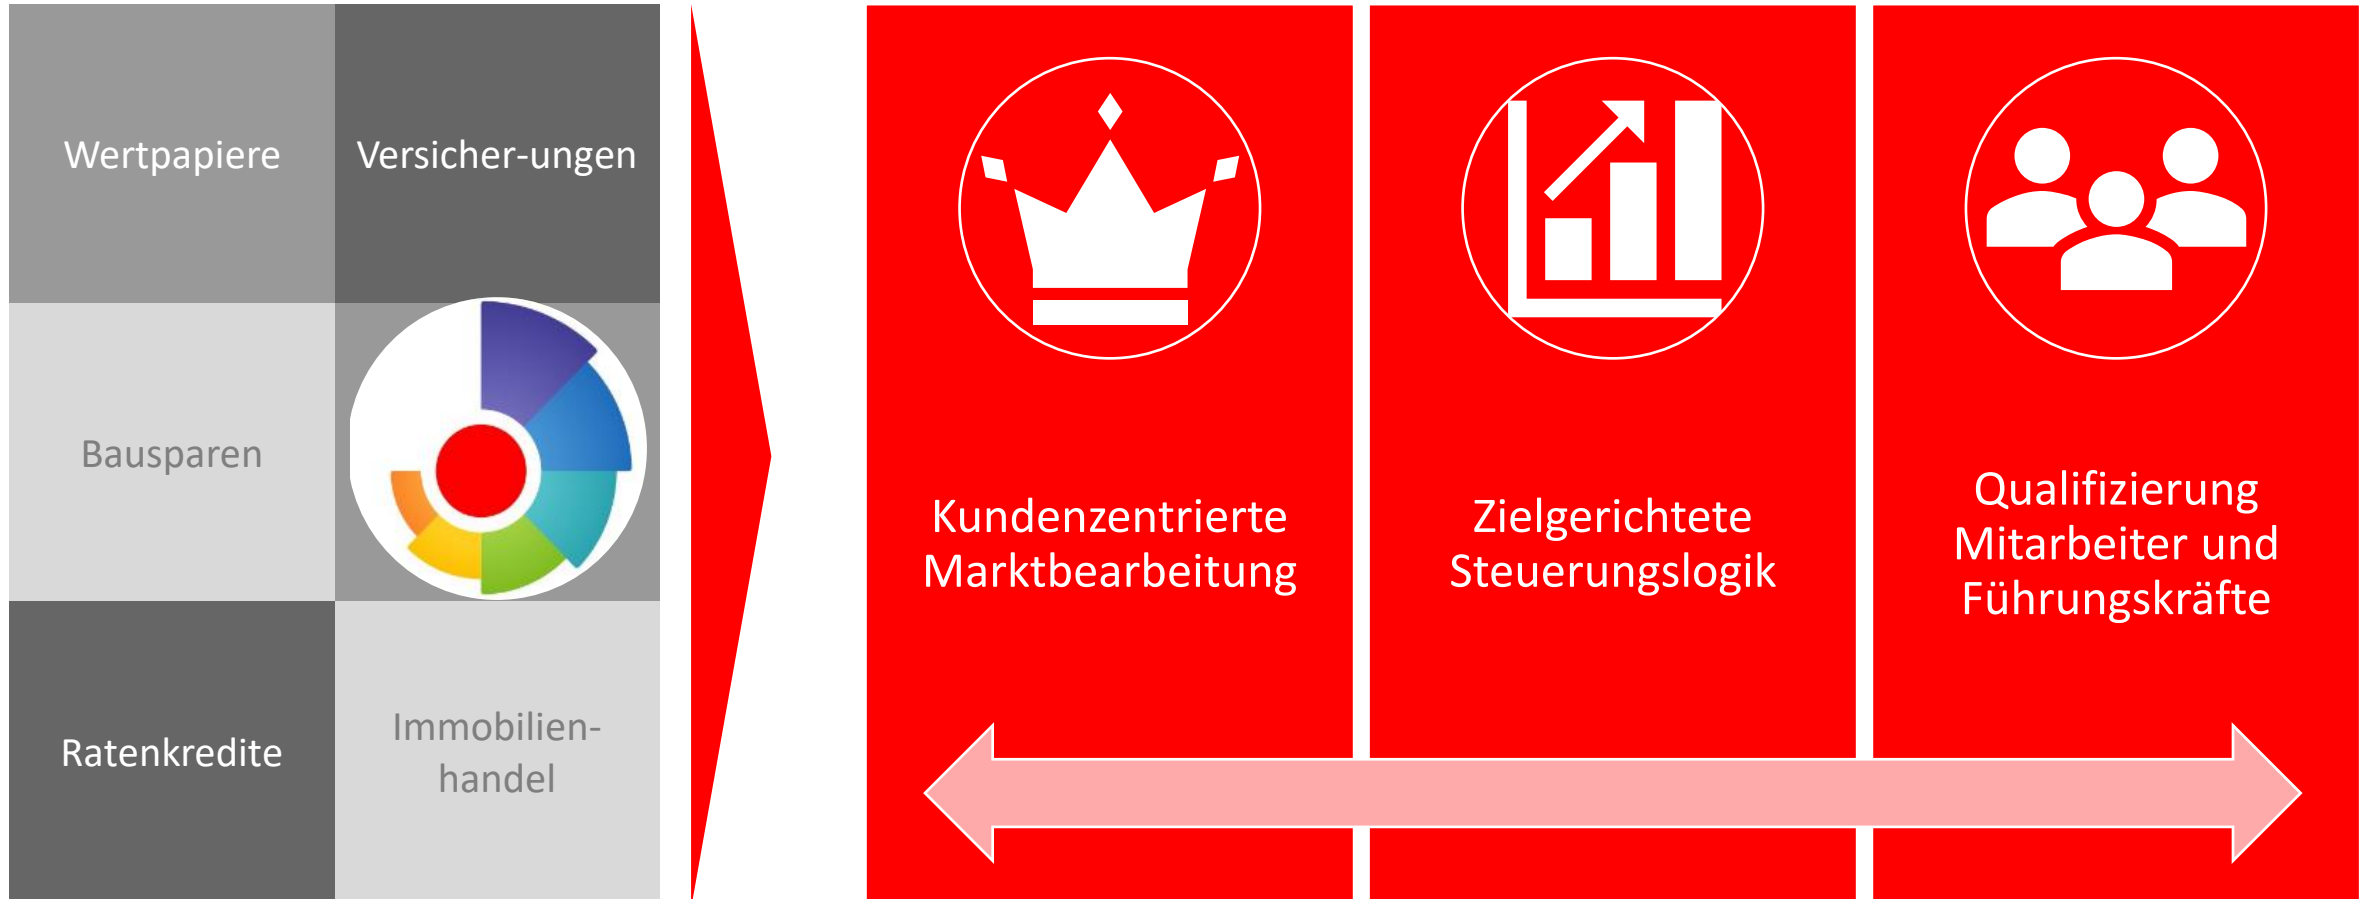 Wertpapiere
Versicher-ungen
Bausparen
Ratenkredite
Immobilien-
handel
Kundenzentrierte
Marktbearbeitung
Zielgerichtete
Steuerungslogik
Qualifizierung
Mitarbeiter und
Führungskräfte